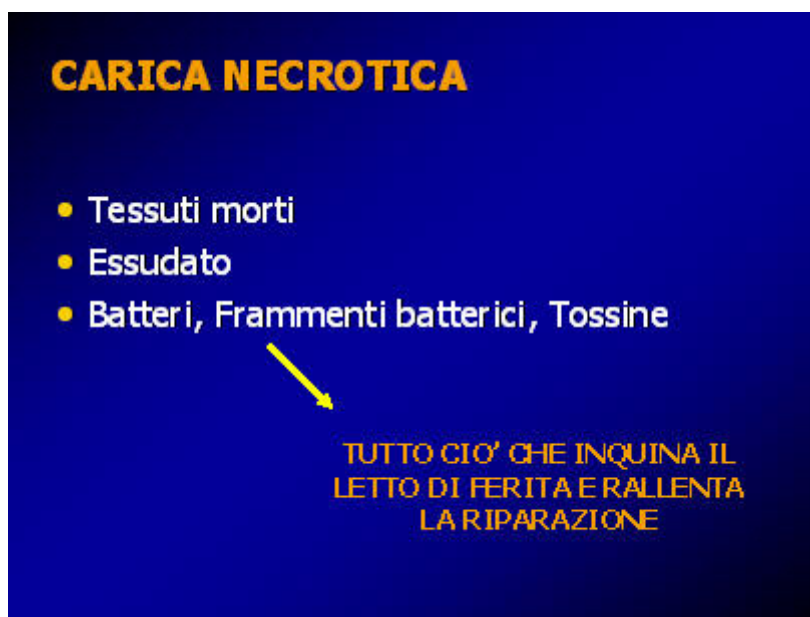 CARICA NECROTICA
• Tessuti morti
• Essudato
• Batteri, Frammenti batterici, Tossine
TUTTO CIO' CHE INQUINA IL
LETTO DI FERITA E RALLENTA
LA RIPARAZIONE